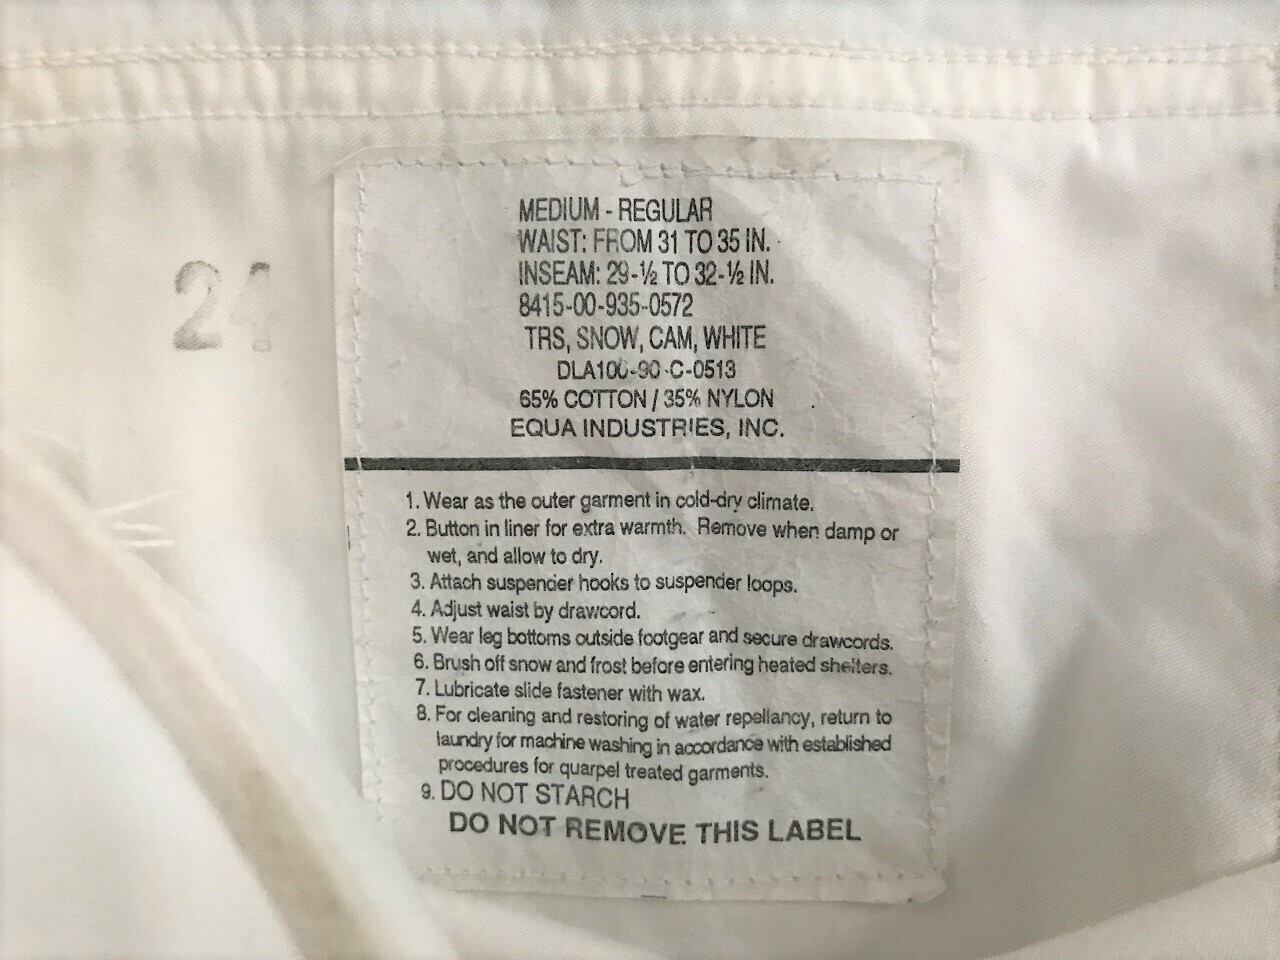 MEDIUM - REGULAR
WAIST: FROM 31 TO 35 IN.
INSEAM: 29-½ TO 32-½ IN.
8415-00-935-0572
TRS, SNOW, CAM, WHITE
DLA100-90-C-0513
65% COTTON / 35% NYLON
EQUA INDUSTRIES, INC.
24
1. Wear as the outer garment in cold-dry climate.
2. Button in liner for extra warmth. Remove when damp or
wet, and allow to dry.
3. Attach suspender hooks to suspender loops.
4. Adjust waist by drawcord.
5. Wear leg bottoms outside footgear and secure drawcords.
6. Brush off snow and frost before entering heated shelters.
7. Lubricate slide fastener with wax.
8. For cleaning and restoring of water repellancy, return to
laundry for machine washing in accordance with established
procedures for quarpel treated garments.
9. DO NOT STARCH
DO NOT REMOVE THIS LABEL